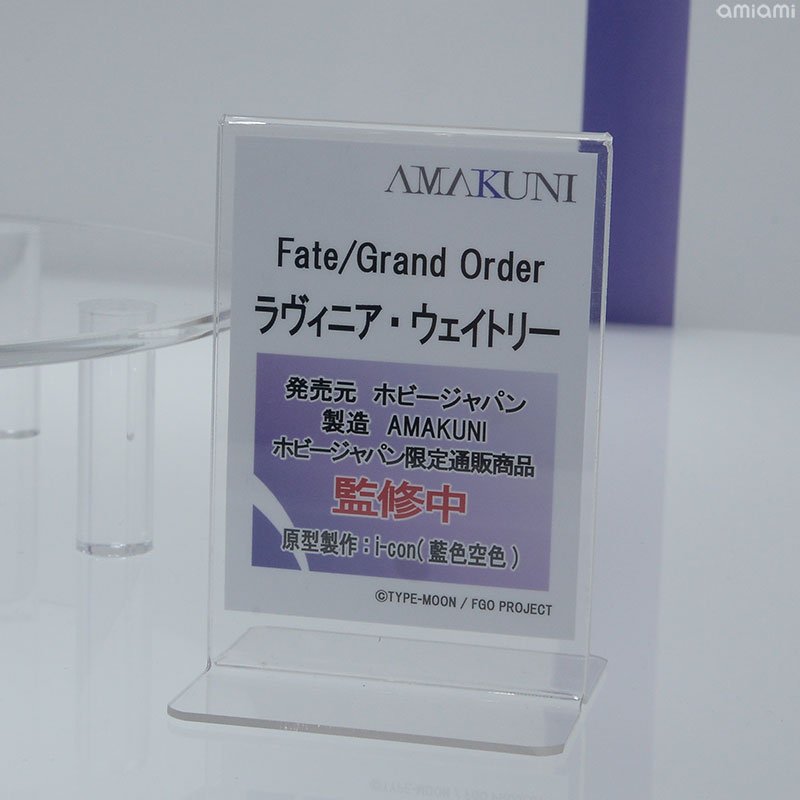 amiami
AMAKUNI
Fate/Grand Order
ラヴィニア・ウェイトリー
発売元 ホビージャパン
製造 AMAKUNI
ホビージャパン限定通販商品
監修中
原型製作：i-con(藍色空色)
©TYPE-MOON / FGO PROJECT